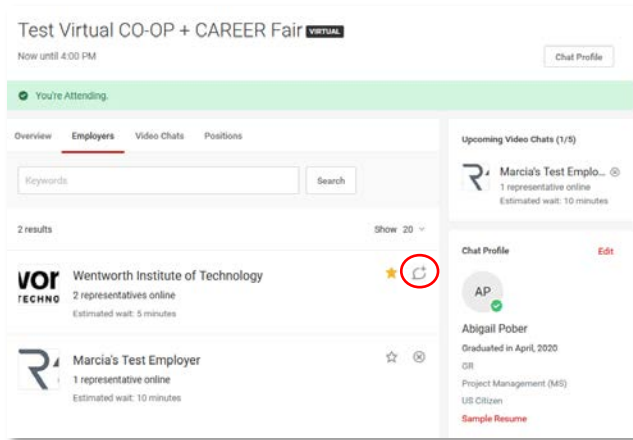 Test Virtual CO-OP + CAREER Fair VIRTUAL
Now until 4:00 PM
Chat Profile
You're Attending.
Overview Employers Video Chats Positions
Keywords Search
2 results Show 20
VOr
TECHNO
Wentworth Institute of Technology
2 representatives online
Estimated wait: 5 minutes
Marcia's Test Employer
1 representative online
Estimated wait: 10 minutes
Upcoming Video Chats (1/5)
Marcia's Test Emplo...
1 representative online
Estimated wait: 10 minutes
Chat Profile Edit
AP
Abigail Pober
Graduated in April, 2020
GR
Project Management (MS)
US Citizen
Sample Resume